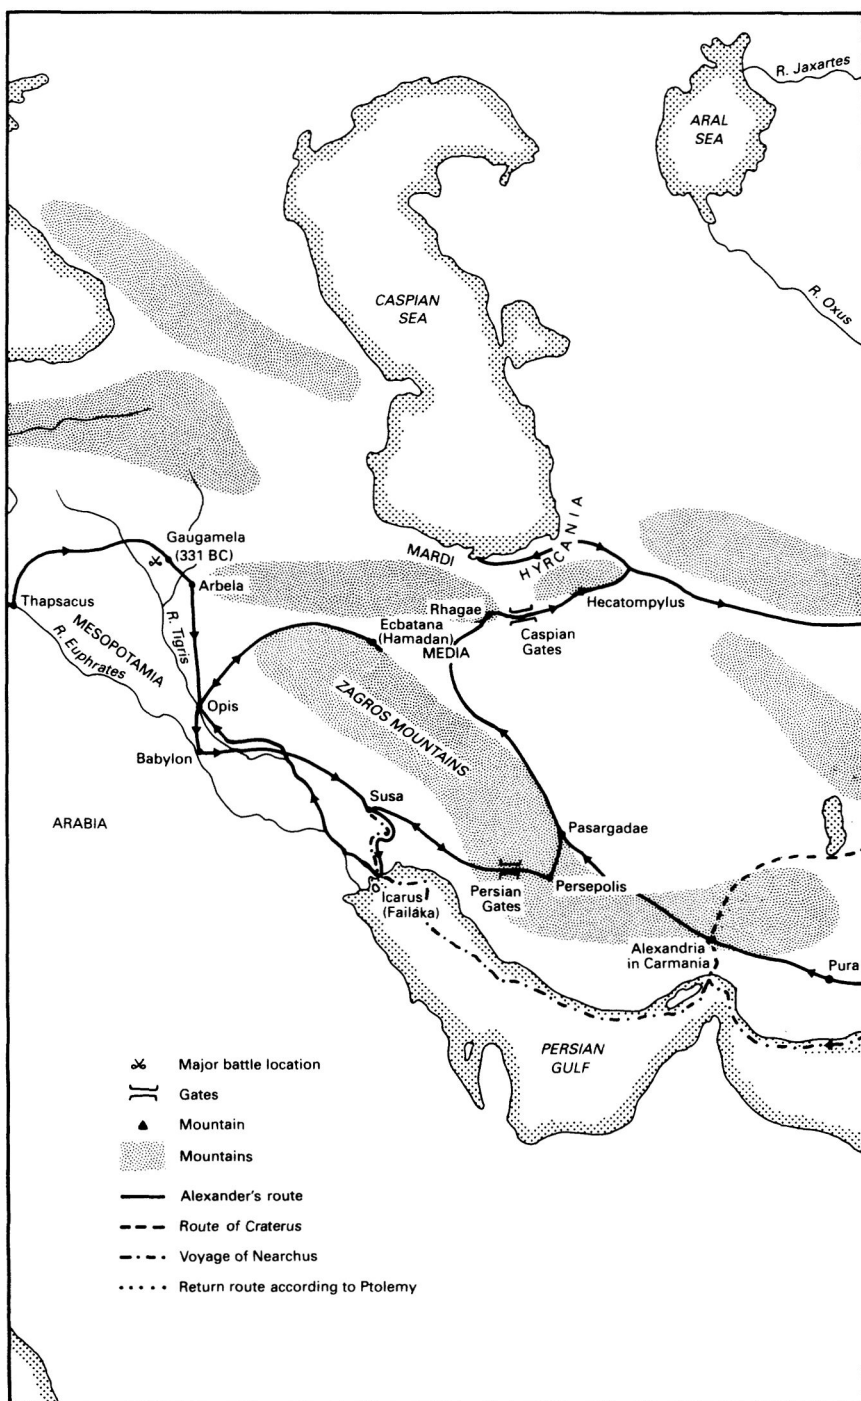 R. Jaxartes
ARAL
SEA
CASPIAN
SEA
R. Oxus
Gaugamela
(331 BC)
MARDI
HYRCANIA
Arbela
Thapsacus
Rhagae
Hecatompylus
Ecbatana
(Hamadan)
Caspian
Gates
MESOPOTAMIA
R. Tigris
R. Euphrates
MEDIA
Opis
ZAGROS MOUNTAINS
Babylon
Susa
ARABIA
Pasargadae
Persian
Gates
Persepolis
Icarus
(Failáka)
Alexandria
in Carmania
Pura
PERSIAN
GULF
Major battle location
Gates
Mountain
Mountains
Alexander's route
Route of Craterus
Voyage of Nearchus
Return route according to Ptolemy